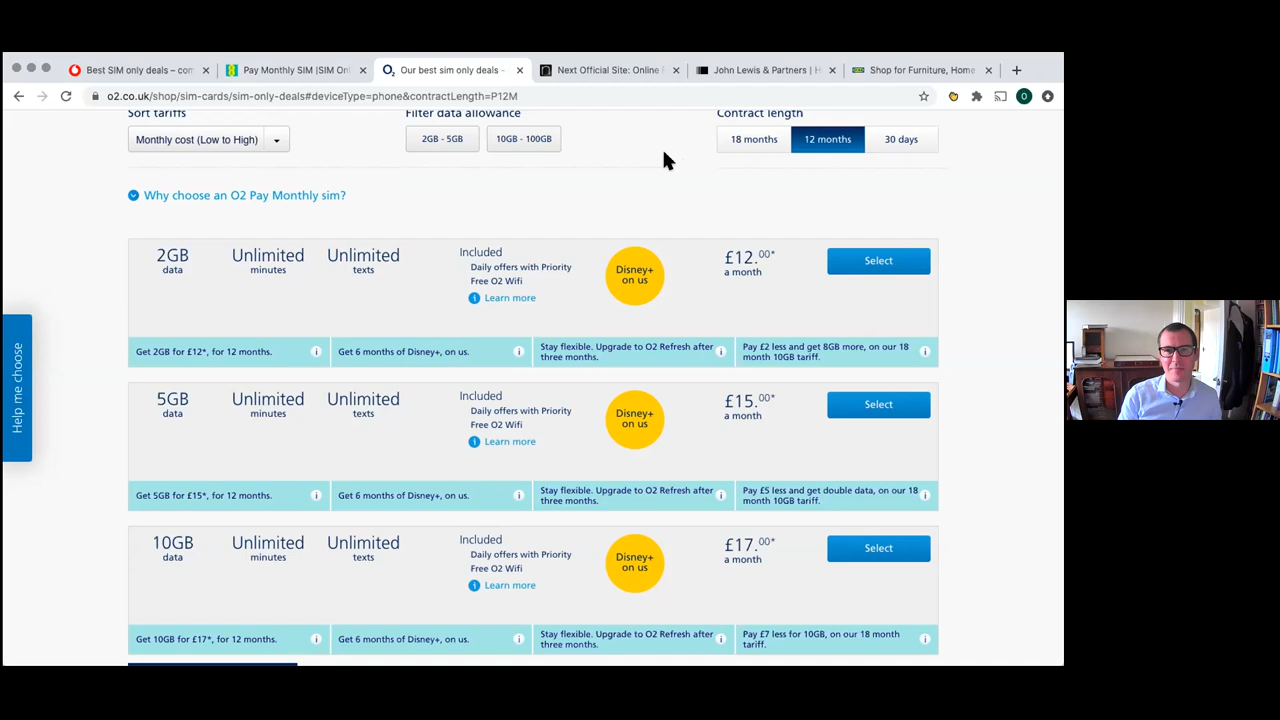 Best SIM only deals – com
Pay Monthly SIM |SIM Onl
Our best sim only deals -
Next Official Site: Online F
John Lewis & Partners | H
Shop for Furniture, Home
o2.co.uk/shop/sim-cards/sim-only-deals#deviceType=phone&contractLength=P12M
O
Sort tariffs
Filter data allowance
Contract length
Monthly cost (Low to High)
2GB - 5GB
10GB - 100GB
18 months
12 months
30 days
Why choose an O2 Pay Monthly sim?
Help me choose
2GB
data
Unlimited
minutes
Unlimited
texts
Included
Daily offers with Priority
Free O2 Wifi
Learn more
Disney+
on us
£12.00*
a month
Select
Get 2GB for £12*, for 12 months.
Get 6 months of Disney+, on us.
Stay flexible. Upgrade to O2 Refresh after
three months.
Pay £2 less and get 8GB more, on our 18
month 10GB tariff.
5GB
data
Unlimited
minutes
Unlimited
texts
Included
Daily offers with Priority
Free O2 Wifi
Learn more
Disney+
on us
£15.00*
a month
Select
Get 5GB for £15*, for 12 months.
Get 6 months of Disney+, on us.
Stay flexible. Upgrade to O2 Refresh after
three months.
Pay £5 less and get double data, on our 18
month 10GB tariff.
10GB
data
Unlimited
minutes
Unlimited
texts
Included
Daily offers with Priority
Free O2 Wifi
Learn more
Disney+
on us
£17.00*
a month
Select
Get 10GB for £17*, for 12 months.
Get 6 months of Disney+, on us.
Stay flexible. Upgrade to O2 Refresh after
three months.
Pay £7 less for 10GB, on our 18 month
tariff.